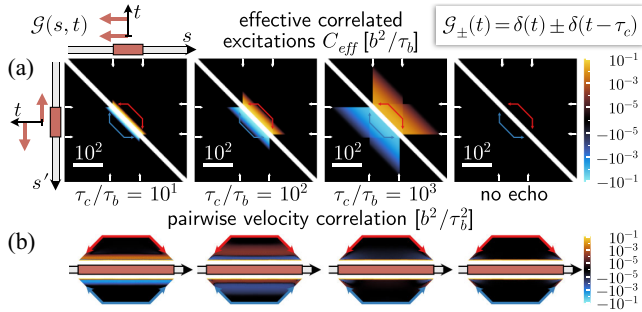 𝒢(s, t)
t
s
effective correlated
excitations C_eff [b²/τ_b]
𝒢_±(t) = δ(t) ± δ(t−τ_c)
(a)
t
s′
10²
10²
10²
10²
10⁻¹
10⁻³
10⁻⁵
−10⁻⁵
−10⁻³
−10⁻¹
τ_c/τ_b = 10¹
τ_c/τ_b = 10²
τ_c/τ_b = 10³
no echo
pairwise velocity correlation [b²/τ_b²]
(b)
10⁻¹
10⁻³
10⁻⁵
−10⁻⁵
−10⁻³
−10⁻¹